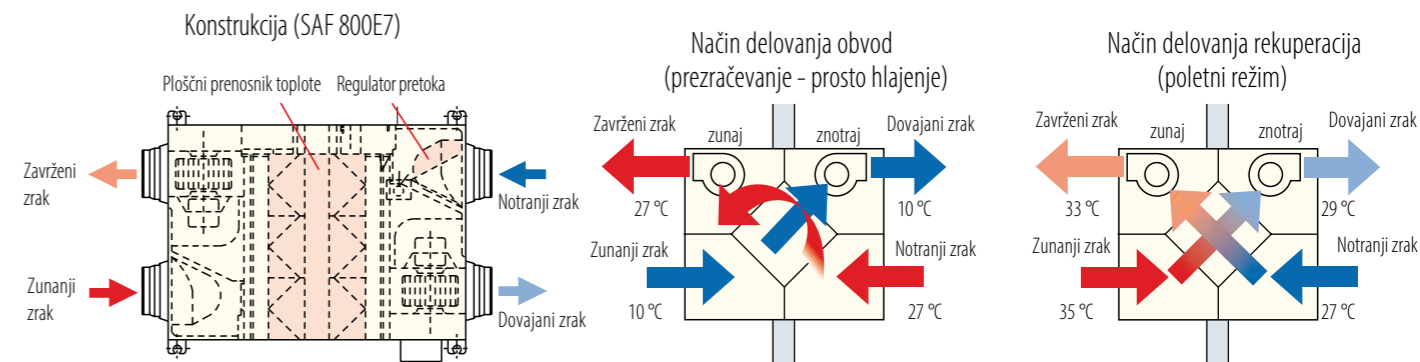 Konstrukcija (SAF 800E7)
Ploščni prenosnik toplote
Regulator pretoka
Zavrženi
zrak
Notranji zrak
Zunanji
zrak
Dovajani zrak
Način delovanja obvod
(prezračevanje - prosto hlajenje)
Zavrženi zrak
zunaj
znotraj
Dovajani zrak
27 °C
10 °C
Zunanji zrak
Notranji zrak
10 °C
27 °C
Način delovanja rekuperacija
(poletni režim)
Zavrženi zrak
zunaj
znotraj
Dovajani zrak
33 °C
29 °C
Zunanji zrak
Notranji zrak
35 °C
27 °C